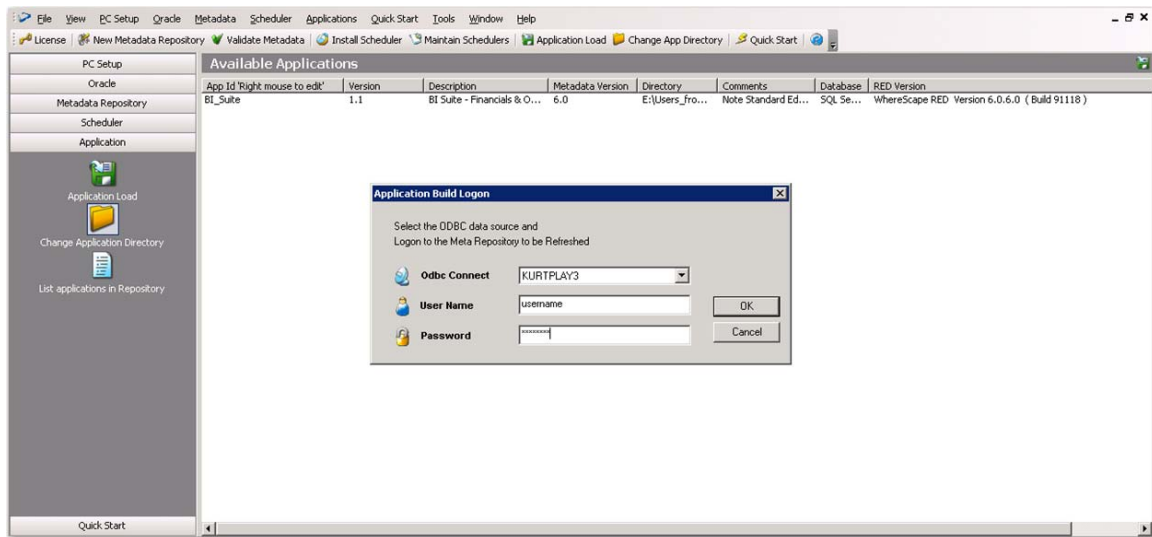 File View PC Setup Oracle Metadata Scheduler Applications Quick Start Tools Window Help
License New Metadata Repository Validate Metadata Install Scheduler Maintain Schedulers Application Load Change App Directory Quick Start
PC Setup
Oracle
Metadata Repository
Scheduler
Application
Application Load
Change Application Directory
List applications in Repository
Quick Start
Available Applications
App Id 'Right mouse to edit' Version Description Metadata Version Directory Comments Database RED Version
BI_Suite 1.1 BI Suite - Financials & O... 6.0 E:\Users_fro... Note Standard Ed... SQL Se... WhereScape RED Version 6.0.6.0 ( Build 91118 )
Application Build Logon
Select the ODBC data source and
Logon to the Meta Repository to be Refreshed
Odbc Connect KURTPLAY3
User Name username
OK
Password
Cancel